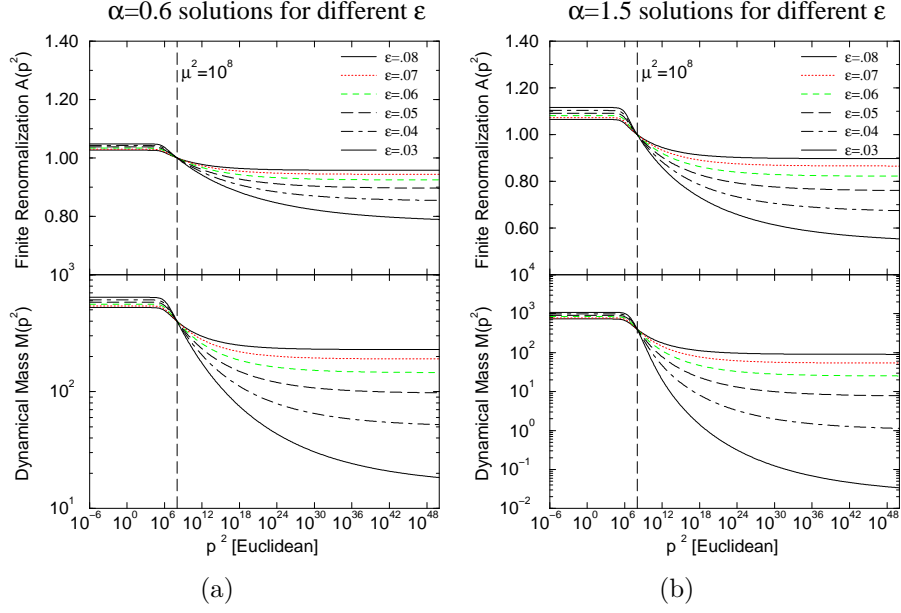 α=0.6 solutions for different ε
Finite Renormalization A(p²)
1.40
1.20
1.00
0.80
μ²=10⁸
ε=.08
ε=.07
ε=.06
ε=.05
ε=.04
ε=.03
Dynamical Mass M(p²)
10³
10²
10¹
10⁻⁶ 10⁰ 10⁶ 10¹² 10¹⁸ 10²⁴ 10³⁰ 10³⁶ 10⁴² 10⁴⁸
p ² [Euclidean]
(a)
α=1.5 solutions for different ε
Finite Renormalization A(p²)
1.40
1.20
1.00
0.80
0.60
μ²=10⁸
ε=.08
ε=.07
ε=.06
ε=.05
ε=.04
ε=.03
Dynamical Mass M(p²)
10⁴
10³
10²
10¹
10⁰
10⁻¹
10⁻²
10⁻⁶ 10⁰ 10⁶ 10¹² 10¹⁸ 10²⁴ 10³⁰ 10³⁶ 10⁴² 10⁴⁸
p ² [Euclidean]
(b)